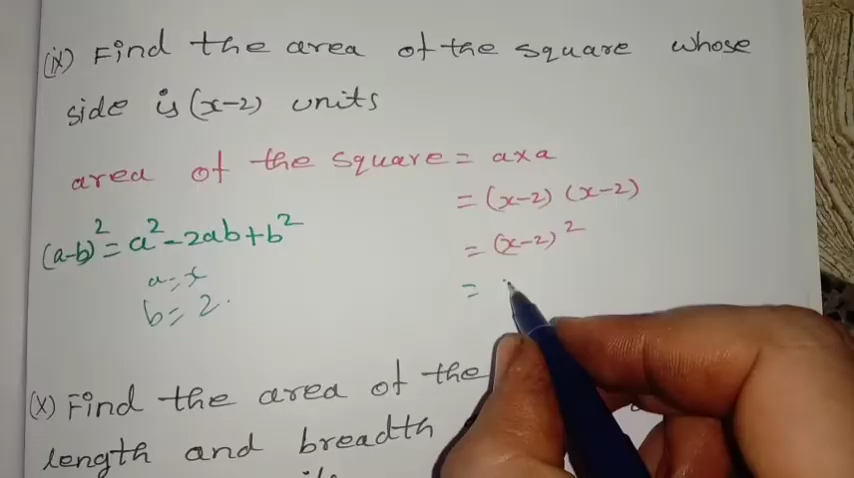 (ix) Find the area of the square whose
side is (x-2) units
area of the square = a×a
= (x-2) (x-2)
(a-b)² = a² - 2ab + b²
= (x-2)²
a = x
b = 2.
=
(x) Find the area of the
length and breadth